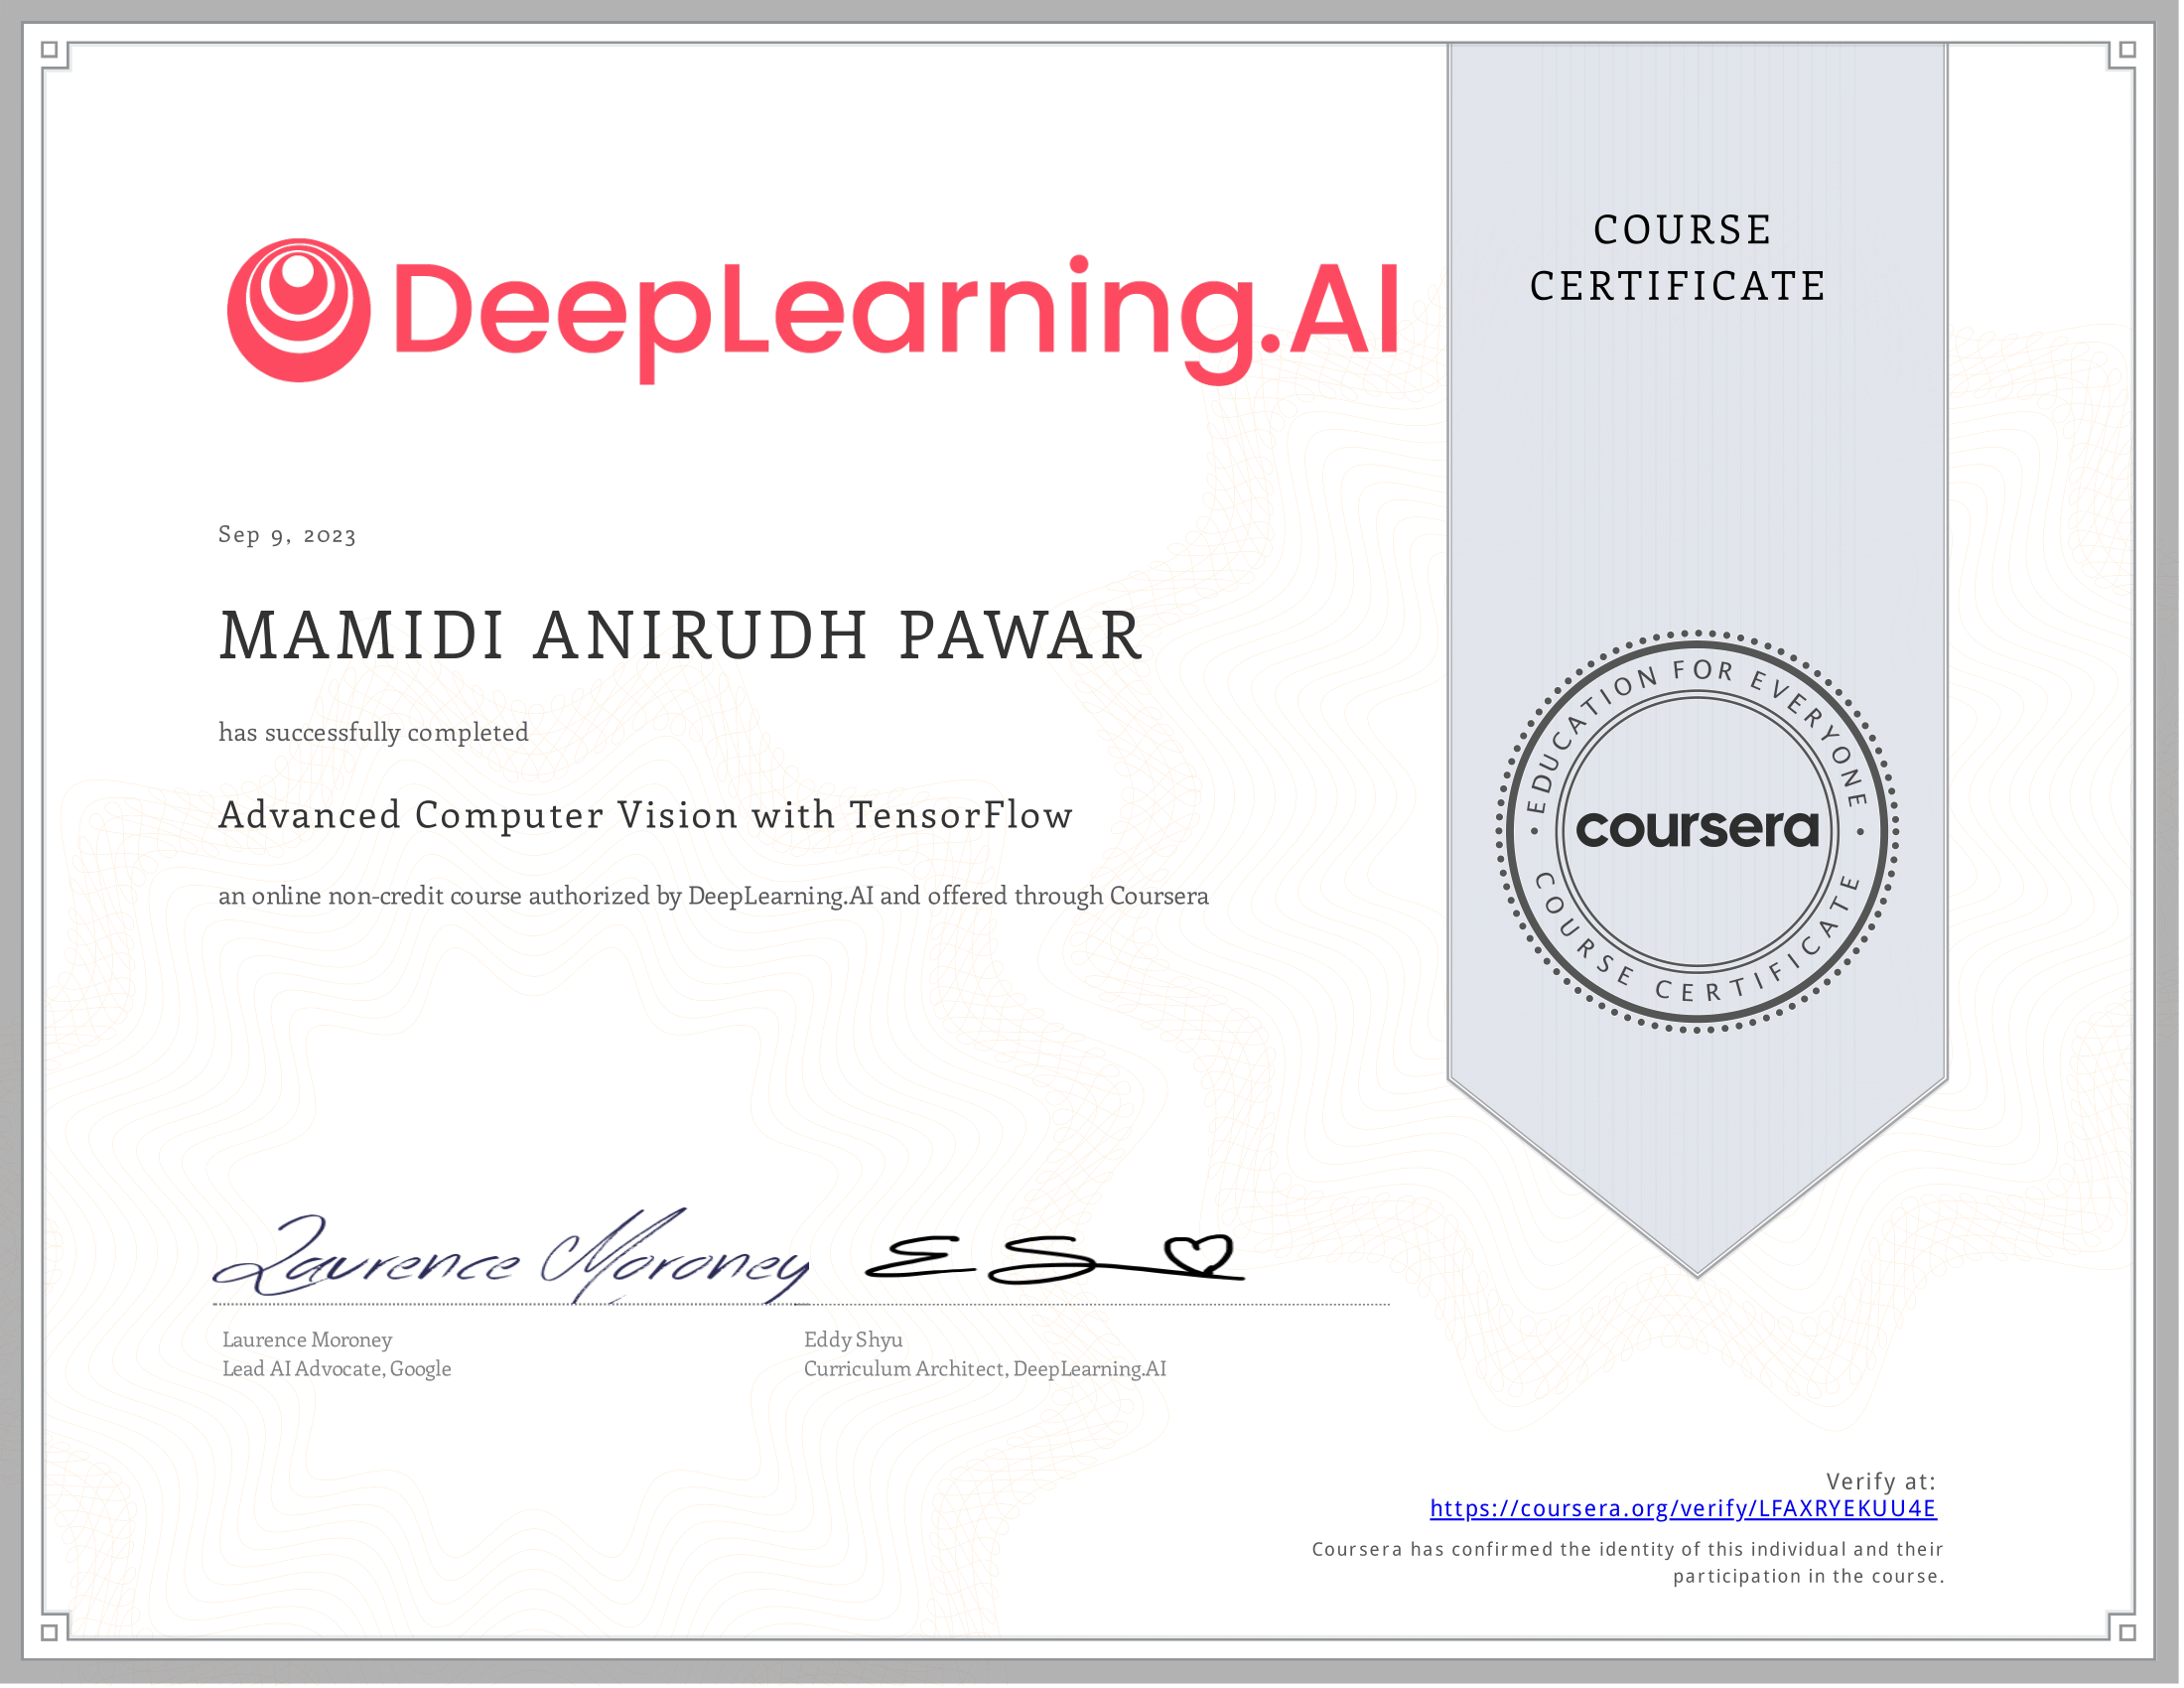 DeepLearning.AI
COURSE
CERTIFICATE
Sep 9, 2023
MAMIDI ANIRUDH PAWAR
has successfully completed
Advanced Computer Vision with TensorFlow
an online non-credit course authorized by DeepLearning.AI and offered through Coursera
EDUCATION FOR EVERYONE
coursera
COURSE CERTIFICATE
Laurence Moroney
Laurence Moroney
Lead AI Advocate, Google
E S
Eddy Shyu
Curriculum Architect, DeepLearning.AI
Verify at:
https://coursera.org/verify/LFAXRYEKUU4E
Coursera has confirmed the identity of this individual and their
participation in the course.